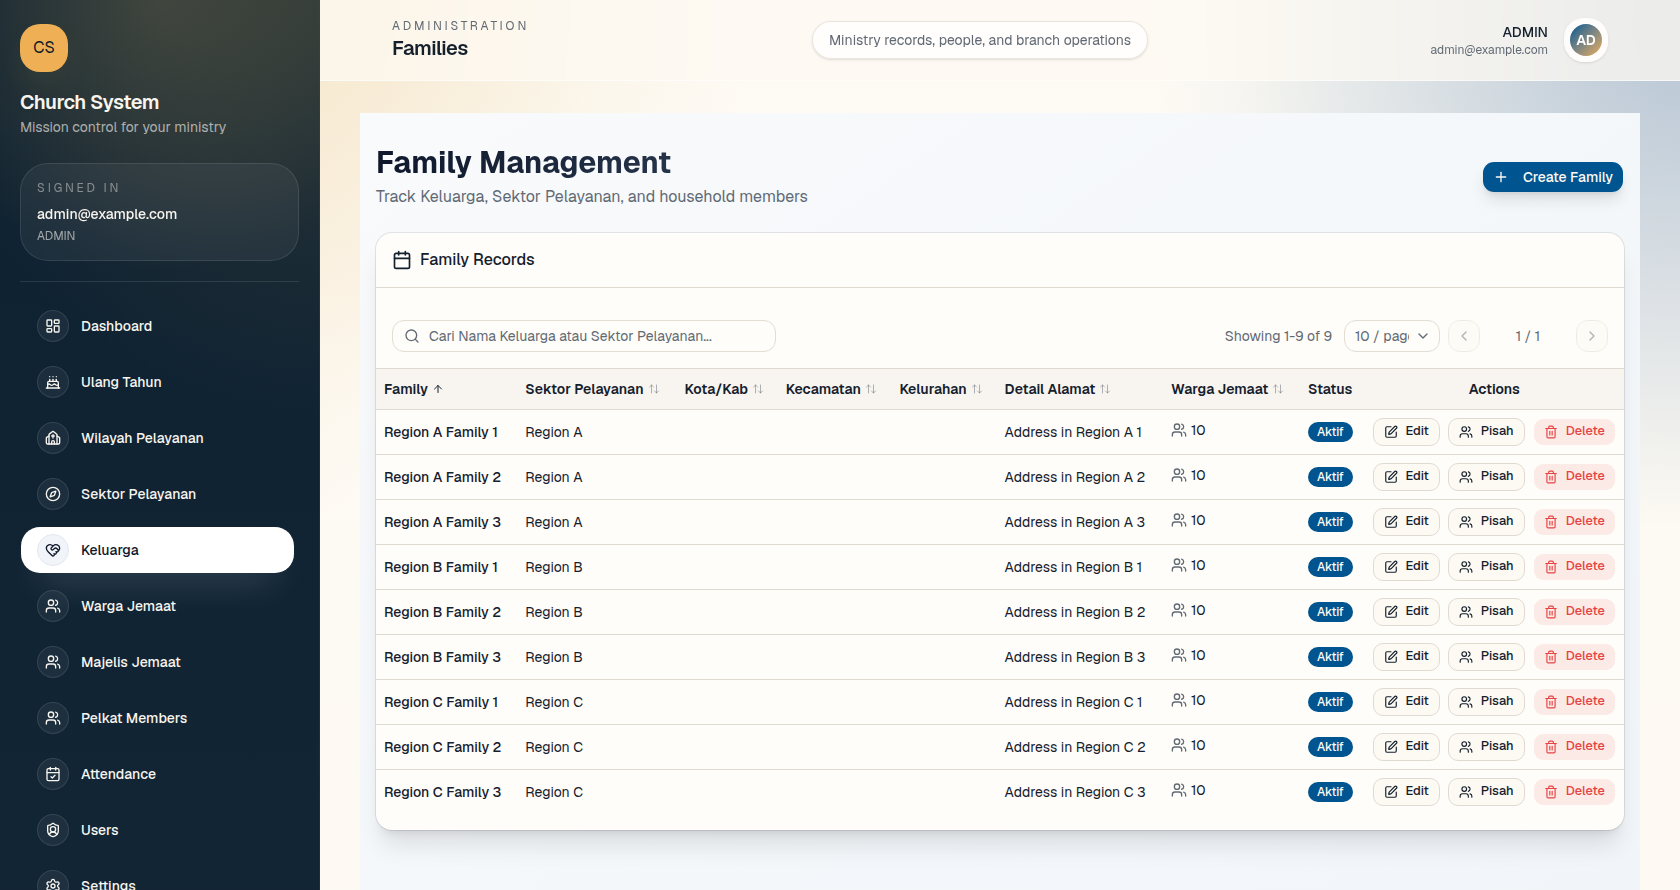 CS
Church System
Mission control for your ministry
SIGNED IN
admin@example.com
ADMIN
Dashboard
Ulang Tahun
Wilayah Pelayanan
Sektor Pelayanan
Keluarga
Warga Jemaat
Majelis Jemaat
Pelkat Members
Attendance
Users
Settings
ADMINISTRATION
Families
Ministry records, people, and branch operations
ADMIN
admin@example.com
AD
Family Management
Track Keluarga, Sektor Pelayanan, and household members
Create Family
Family Records
Cari Nama Keluarga atau Sektor Pelayanan...
Showing 1-9 of 9 10 / page 1 / 1
Family Sektor Pelayanan Kota/Kab Kecamatan Kelurahan Detail Alamat Warga Jemaat Status Actions
Region A Family 1 Region A Address in Region A 1 10 Aktif Edit Pisah Delete
Region A Family 2 Region A Address in Region A 2 10 Aktif Edit Pisah Delete
Region A Family 3 Region A Address in Region A 3 10 Aktif Edit Pisah Delete
Region B Family 1 Region B Address in Region B 1 10 Aktif Edit Pisah Delete
Region B Family 2 Region B Address in Region B 2 10 Aktif Edit Pisah Delete
Region B Family 3 Region B Address in Region B 3 10 Aktif Edit Pisah Delete
Region C Family 1 Region C Address in Region C 1 10 Aktif Edit Pisah Delete
Region C Family 2 Region C Address in Region C 2 10 Aktif Edit Pisah Delete
Region C Family 3 Region C Address in Region C 3 10 Aktif Edit Pisah Delete